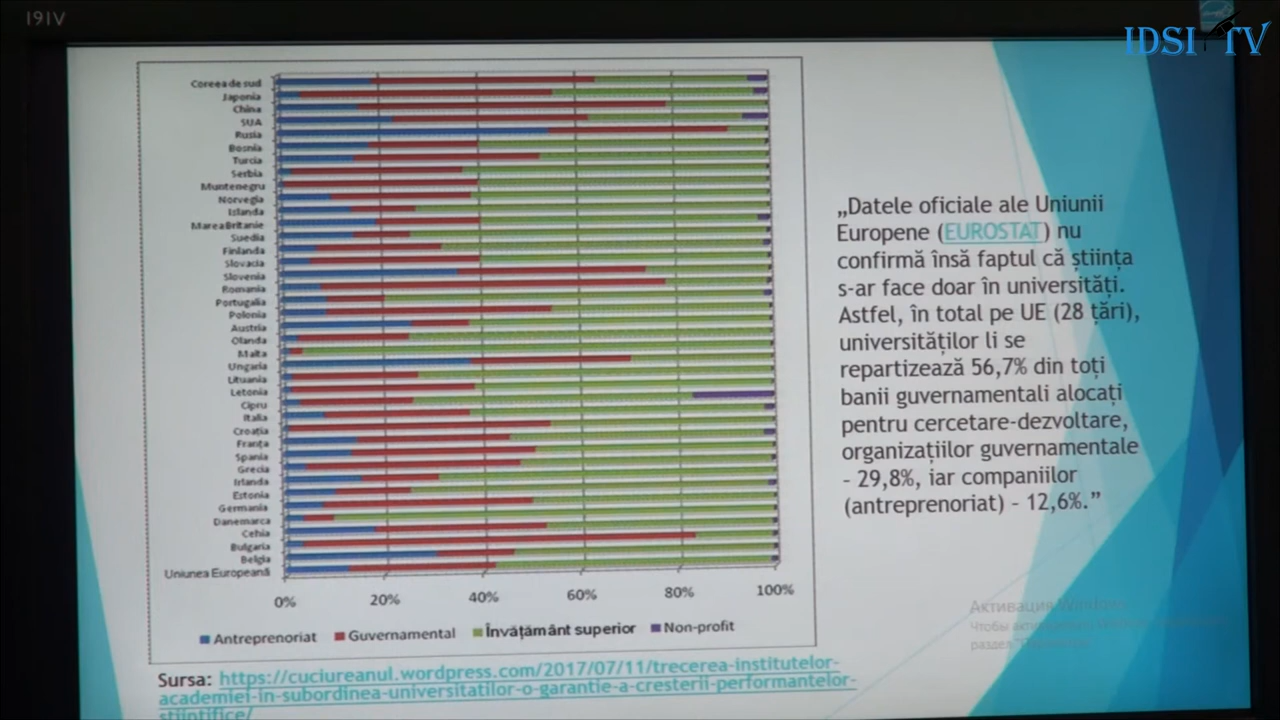 I9IV
IDSI TV
Coreea de sud
Japonia
China
SUA
Rusia
Bosnia
Turcia
Serbia
Muntenegru
Norvegia
Islanda
Marea Britanie
Suedia
Finlanda
Slovacia
Slovenia
Romania
Portugalia
Polonia
Austria
Olanda
Malta
Ungaria
Lituania
Letonia
Cipru
Italia
Croatia
Franța
Spania
Grecia
Irlanda
Estonia
Germania
Danemarca
Cehia
Bulgaria
Belgia
Uniunea Europeană
0% 20% 40% 60% 80% 100%
Antreprenoriat Guvernamental Învățământ superior Non-profit
„Datele oficiale ale Uniunii
Europene (EUROSTAT) nu
confirmă însă faptul că știința
s-ar face doar în universități.
Astfel, în total pe UE (28 țări),
universităților li se
repartizează 56,7% din toți
banii guvernamentali alocați
pentru cercetare-dezvoltare,
organizațiilor guvernamentale
- 29,8%, iar companiilor
(antreprenoriat) - 12,6%.”
Активация Windows
Чтобы
раздел
Sursa: https://cuciureanul.wordpress.com/2017/07/11/trecerea-institutelor-
academiei-in-subordinea-universitatilor-o-garantie-a-cresterii-performantelor-
stiintifice/